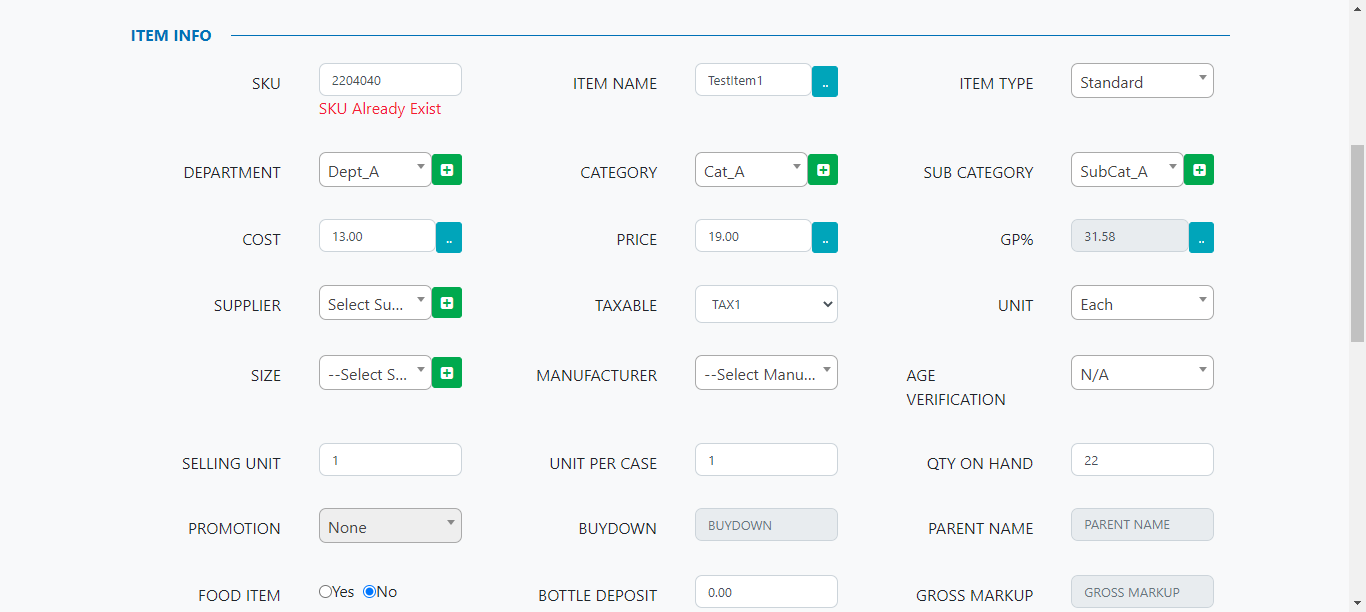 ITEM INFO
SKU 2204040 ITEM NAME TestItem1 .. ITEM TYPE Standard
SKU Already Exist
DEPARTMENT Dept_A CATEGORY Cat_A SUB CATEGORY SubCat_A
COST 13.00 .. PRICE 19.00 .. GP% 31.58 ..
SUPPLIER Select Su... TAXABLE TAX1 UNIT Each
SIZE --Select S... MANUFACTURER --Select Manu... AGE N/A
VERIFICATION
SELLING UNIT 1 UNIT PER CASE 1 QTY ON HAND 22
PROMOTION None BUYDOWN BUYDOWN PARENT NAME PARENT NAME
FOOD ITEM Yes No BOTTLE DEPOSIT 0.00 GROSS MARKUP GROSS MARKUP